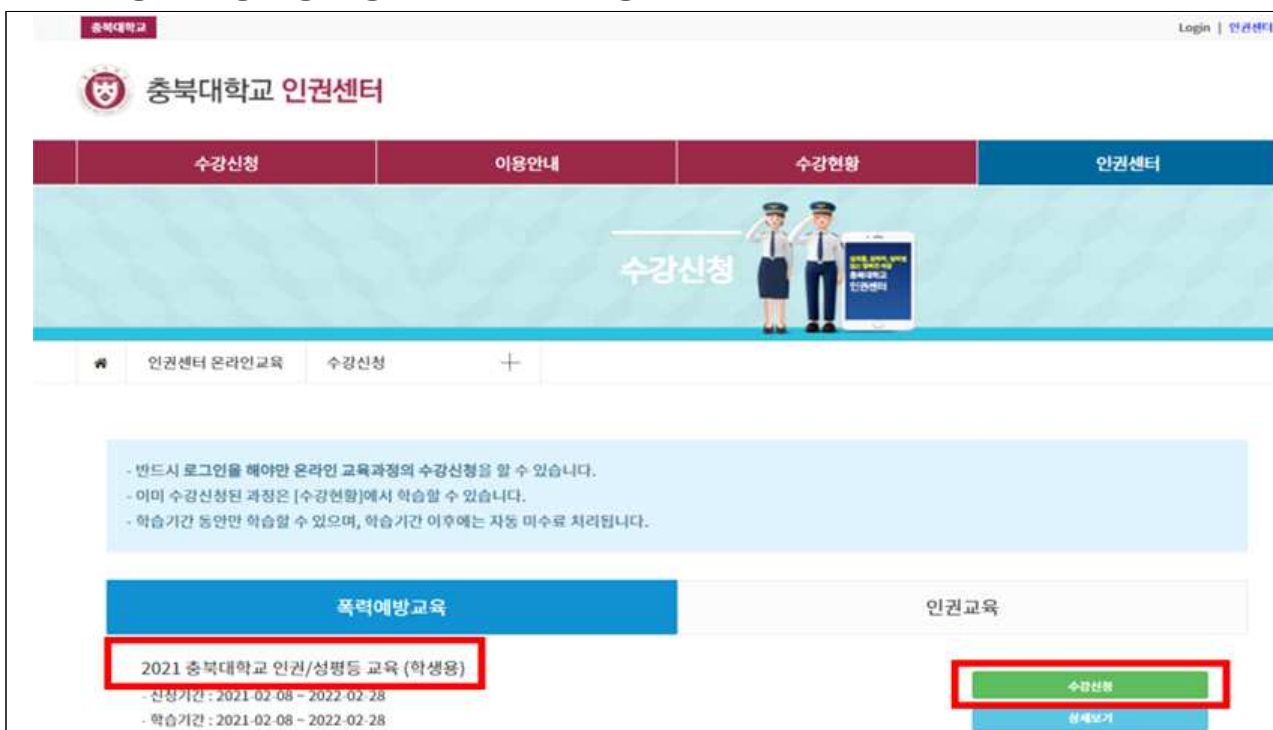 충북대학교
Login | 인권센터
충북대학교 인권센터
수강신청 이용안내 수강현황 인권센터
수강신청
충북대학교
인권센터
인권센터 온라인교육 수강신청
- 반드시 로그인을 해야만 온라인 교육과정의 수강신청을 할 수 있습니다.
- 이미 수강신청된 과정은 [수강현황]에서 학습할 수 있습니다.
- 학습기간 동안만 학습할 수 있으며, 학습기간 이후에는 자동 미수료 처리됩니다.
폭력예방교육 인권교육
2021 충북대학교 인권/성평등 교육 (학생용)
수강신청
- 신청기간 : 2021-02-08 ~ 2022-02-28
- 학습기간 : 2021-02-08 ~ 2022-02-28
상세보기